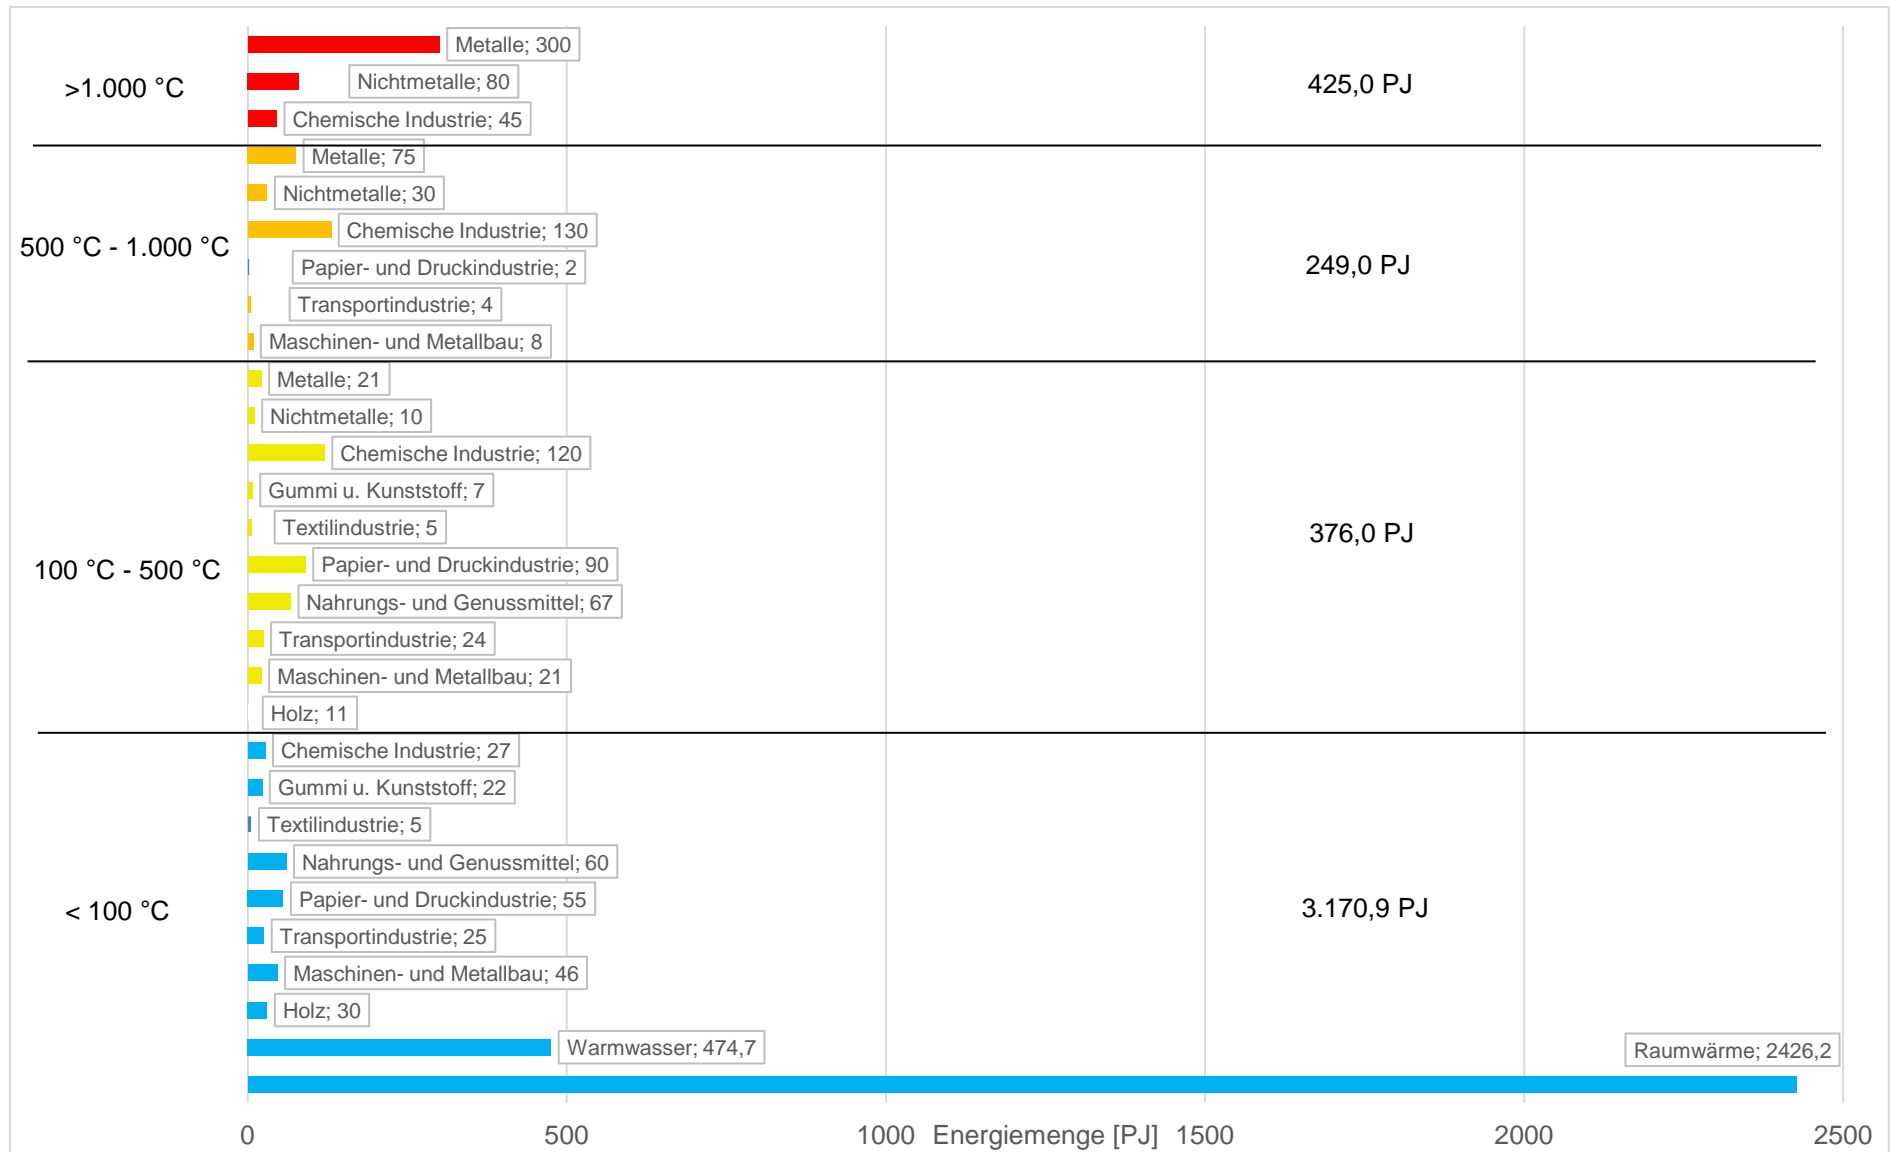 Metalle; 300
>1.000 °C
Nichtmetalle; 80
425,0 PJ
Chemische Industrie; 45
Metalle; 75
Nichtmetalle; 30
Chemische Industrie; 130
500 °C - 1.000 °C
249,0 PJ
Papier- und Druckindustrie; 2
Transportindustrie; 4
Maschinen- und Metallbau; 8
Metalle; 21
Nichtmetalle; 10
Chemische Industrie; 120
Gummi u. Kunststoff; 7
Textilindustrie; 5
376,0 PJ
100 °C - 500 °C
Papier- und Druckindustrie; 90
Nahrungs- und Genussmittel; 67
Transportindustrie; 24
Maschinen- und Metallbau; 21
Holz; 11
Chemische Industrie; 27
Gummi u. Kunststoff; 22
Textilindustrie; 5
Nahrungs- und Genussmittel; 60
Papier- und Druckindustrie; 55
< 100 °C
3.170,9 PJ
Transportindustrie; 25
Maschinen- und Metallbau; 46
Holz; 30
Warmwasser; 474,7
Raumwärme; 2426,2
0 500 1000 Energiemenge [PJ] 1500 2000 2500